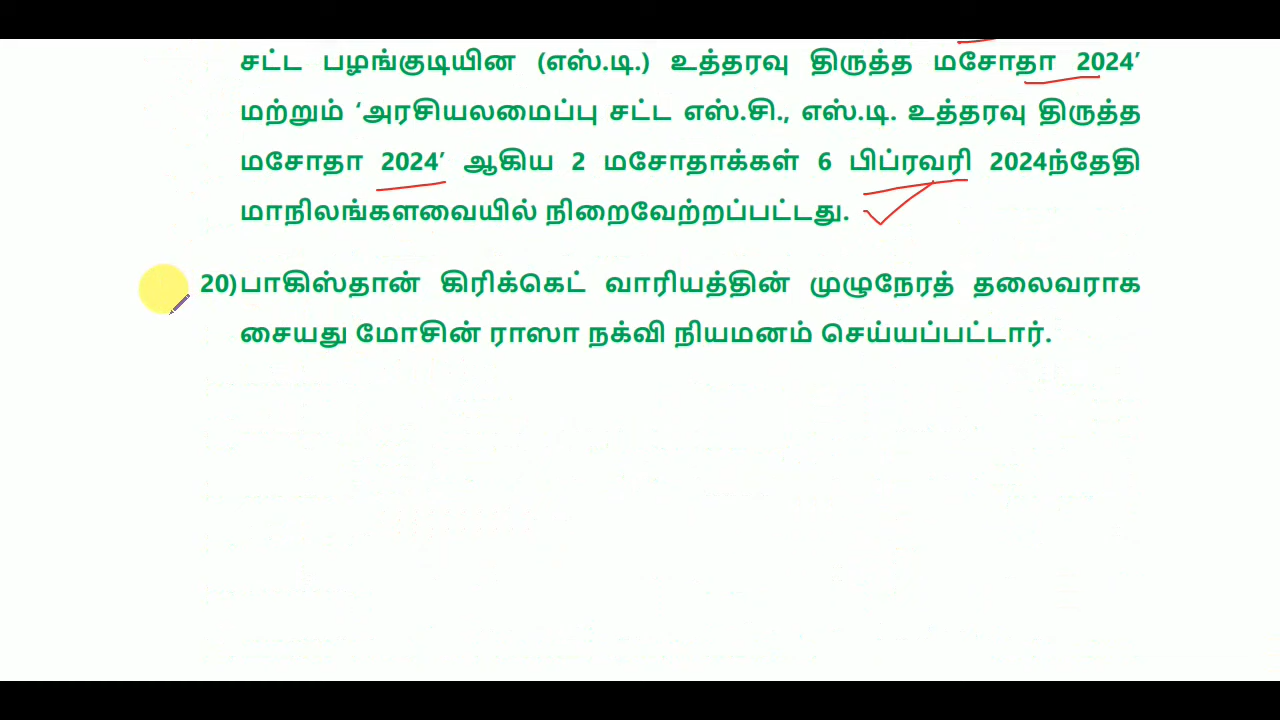 சட்ட பழங்குடியின (எஸ்.டி.) உத்தரவு திருத்த மசோதா 2024’
மற்றும் ‘அரசியலமைப்பு சட்ட எஸ்.சி., எஸ்.டி. உத்தரவு திருத்த
மசோதா 2024’ ஆகிய 2 மசோதாக்கள் 6 பிப்ரவரி 2024ந்தேதி
மாநிலங்களவையில் நிறைவேற்றப்பட்டது.
20)பாகிஸ்தான் கிரிக்கெட் வாரியத்தின் முழுநேரத் தலைவராக
சையது மோசின் ராஸா நக்வி நியமனம் செய்யப்பட்டார்.